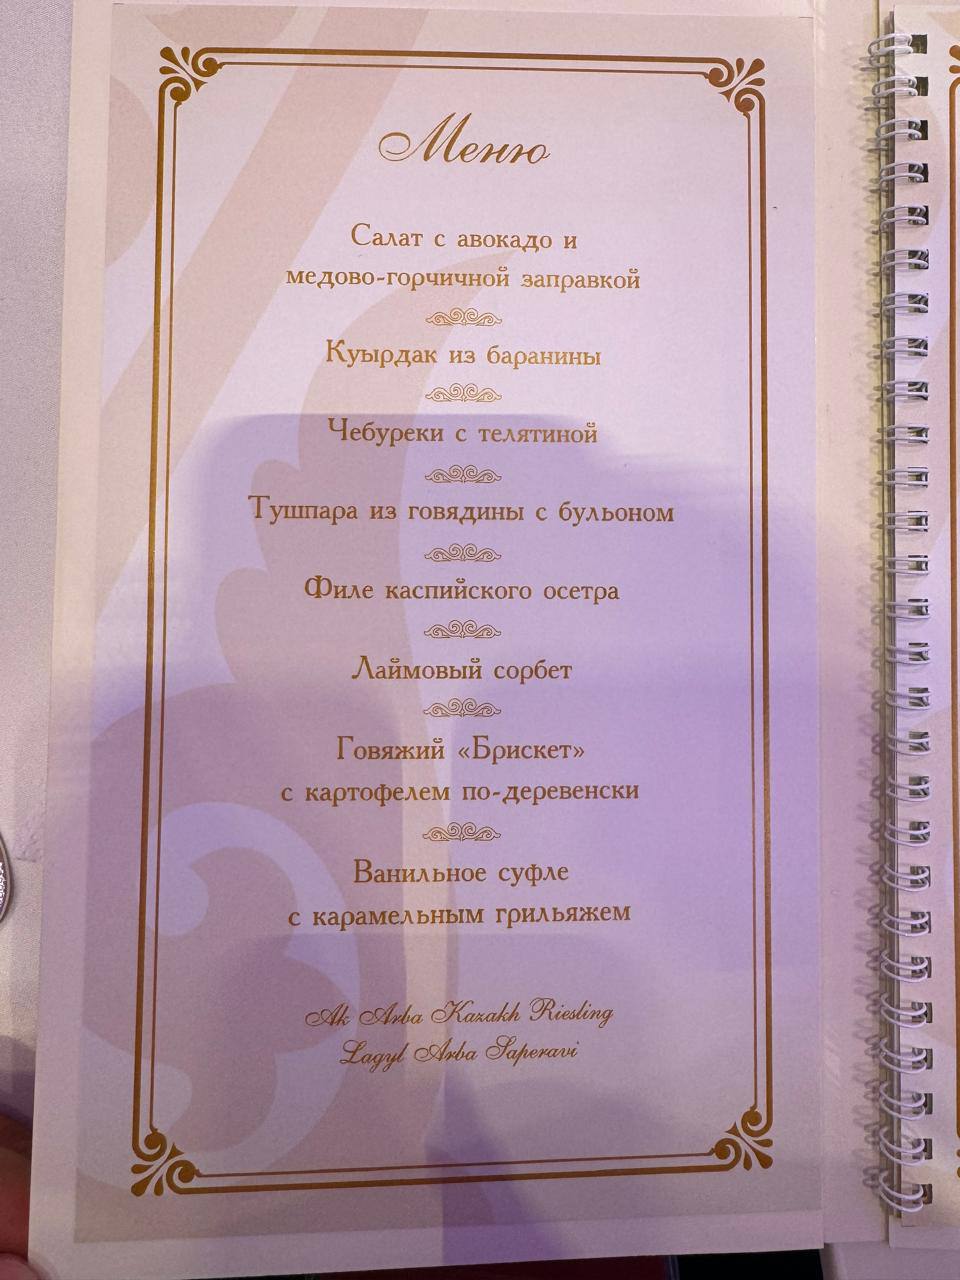 Меню
Салат с авокадо и
медово-горчичной заправкой
Куырдак из баранины
Чебуреки с телятиной
Тушпара из говядины с бульоном
Филе каспийского осетра
Лаймовый сорбет
Говяжий «Брискет»
с картофелем по-деревенски
Ванильное суфле
с карамельным грильяжем
Ak Arba Kazakh Riesling
Lagyl Arba Saperavi